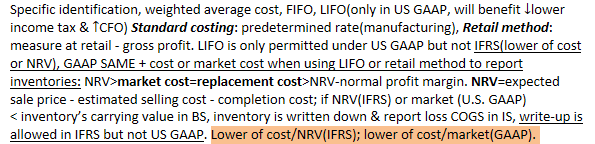 Specific identification, weighted average cost, FIFO, LIFO(only in US GAAP, will benefit ↓lower
income tax & ↑CFO) Standard costing: predetermined rate(manufacturing), Retail method:
measure at retail - gross profit. LIFO is only permitted under US GAAP but not IFRS(lower of cost
or NRV), GAAP SAME + cost or market cost when using LIFO or retail method to report
inventories: NRV>market cost=replacement cost>NRV-normal profit margin. NRV=expected
sale price - estimated selling cost - completion cost; if NRV(IFRS) or market (U.S. GAAP)
< inventory's carrying value in BS, inventory is written down & report loss COGS in IS, write-up is
allowed in IFRS but not US GAAP. Lower of cost/NRV(IFRS); lower of cost/market(GAAP).